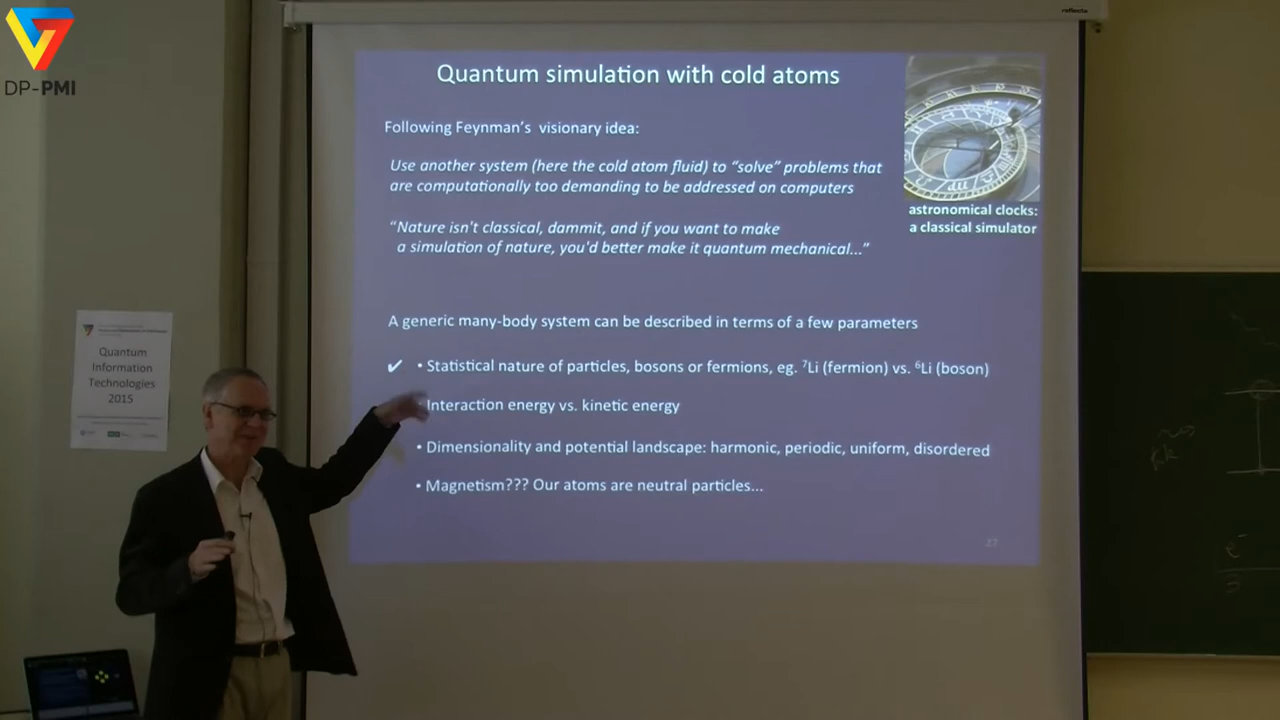 DP-PMI
reflecta
Quantum simulation with cold atoms
Following Feynman's visionary idea:
Use another system (here the cold atom fluid) to "solve" problems that
are computationally too demanding to be addressed on computers
"Nature isn't classical, dammit, and if you want to make
a simulation of nature, you'd better make it quantum mechanical..."
astronomical clocks:
a classical simulator
A generic many-body system can be described in terms of a few parameters
✓ • Statistical nature of particles, bosons or fermions, eg. ⁷Li (fermion) vs. ⁶Li (boson)
Interaction energy vs. kinetic energy
• Dimensionality and potential landscape: harmonic, periodic, uniform, disordered
• Magnetism??? Our atoms are neutral particles...
27
Quantum
Information
Technologies
2015
e⁻